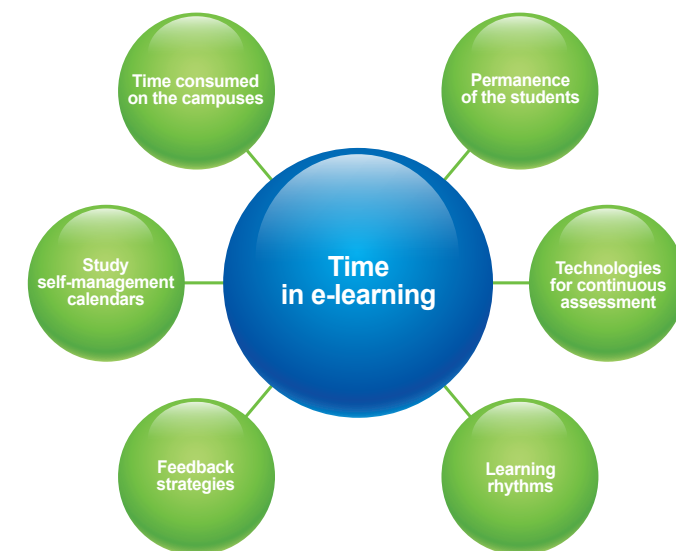 Time consumed
on the campuses
Permanence
of the students
Study
self-management
calendars
Time
in e-learning
Technologies
for continuous
assessment
Feedback
strategies
Learning
rhythms